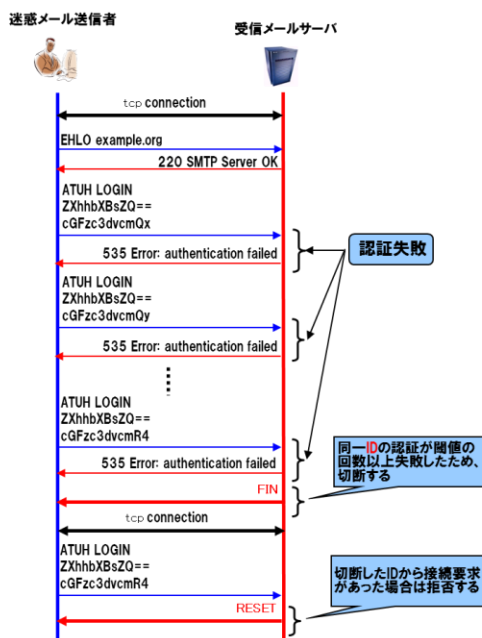 迷惑メール送信者
受信メールサーバ
tcp connection
EHLO example.org
220 SMTP Server OK
ATUH LOGIN
ZXhhbXBsZQ==
cGFzc3dvcmQx
535 Error: authentication failed
認証失敗
ATUH LOGIN
ZXhhbXBsZQ==
cGFzc3dvcmQy
535 Error: authentication failed
ATUH LOGIN
ZXhhbXBsZQ==
cGFzc3dvcmR4
535 Error: authentication failed
同一IDの認証が閾値の
回数以上失敗したため、
切断する
FIN
tcp connection
ATUH LOGIN
ZXhhbXBsZQ==
cGFzc3dvcmR4
切断したIDから接続要求
があった場合は拒否する
RESET